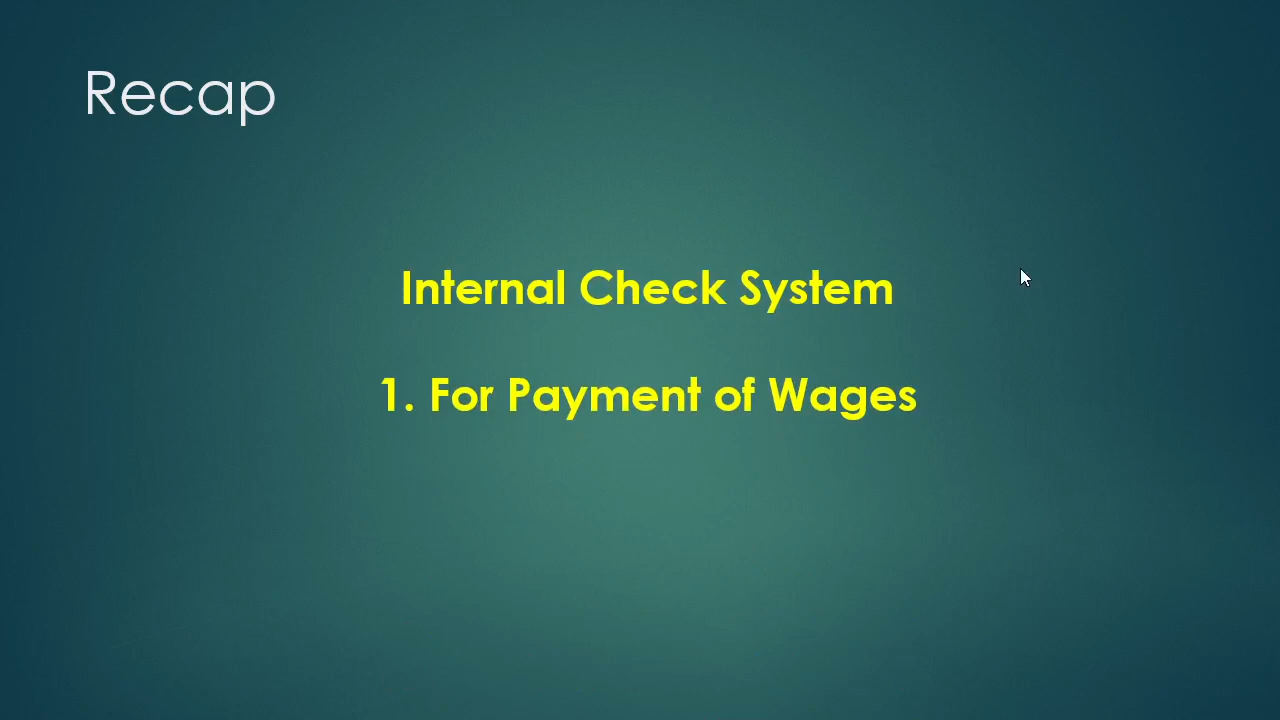 Recap
Internal Check System
1. For Payment of Wages